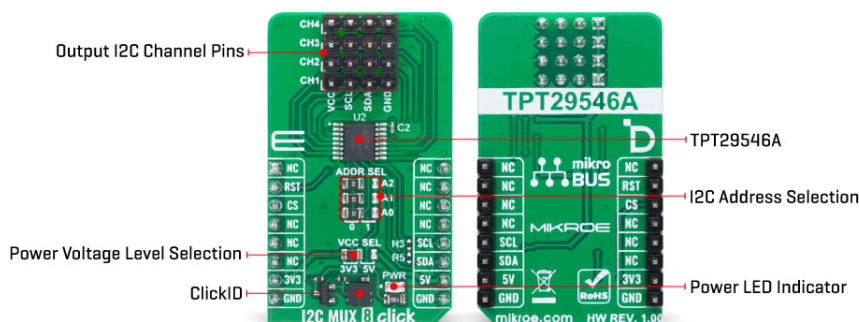 Output I2C Channel Pins
CH4
CH3
CH2
CH1
VCC
SCL
SDA
GND
U2
C2
ADDR SEL
A2
A1
A0
0 1
NC
RST
CS
NC
NC
NC
3V3
GND
NC
NC
NC
NC
SCL
SDA
5V
GND
R3
R5
VCC SEL
3V3 5V
PWR
I2C MUX 8 click
Power Voltage Level Selection
ClickID
TPT29546A
mikro
BUS
MIKROE
NC
NC
NC
NC
SCL
SDA
5V
GND
NC
RST
CS
NC
NC
NC
3V3
GND
RoHS
mikroe.com
HW REV. 1.00
TPT29546A
I2C Address Selection
Power LED Indicator